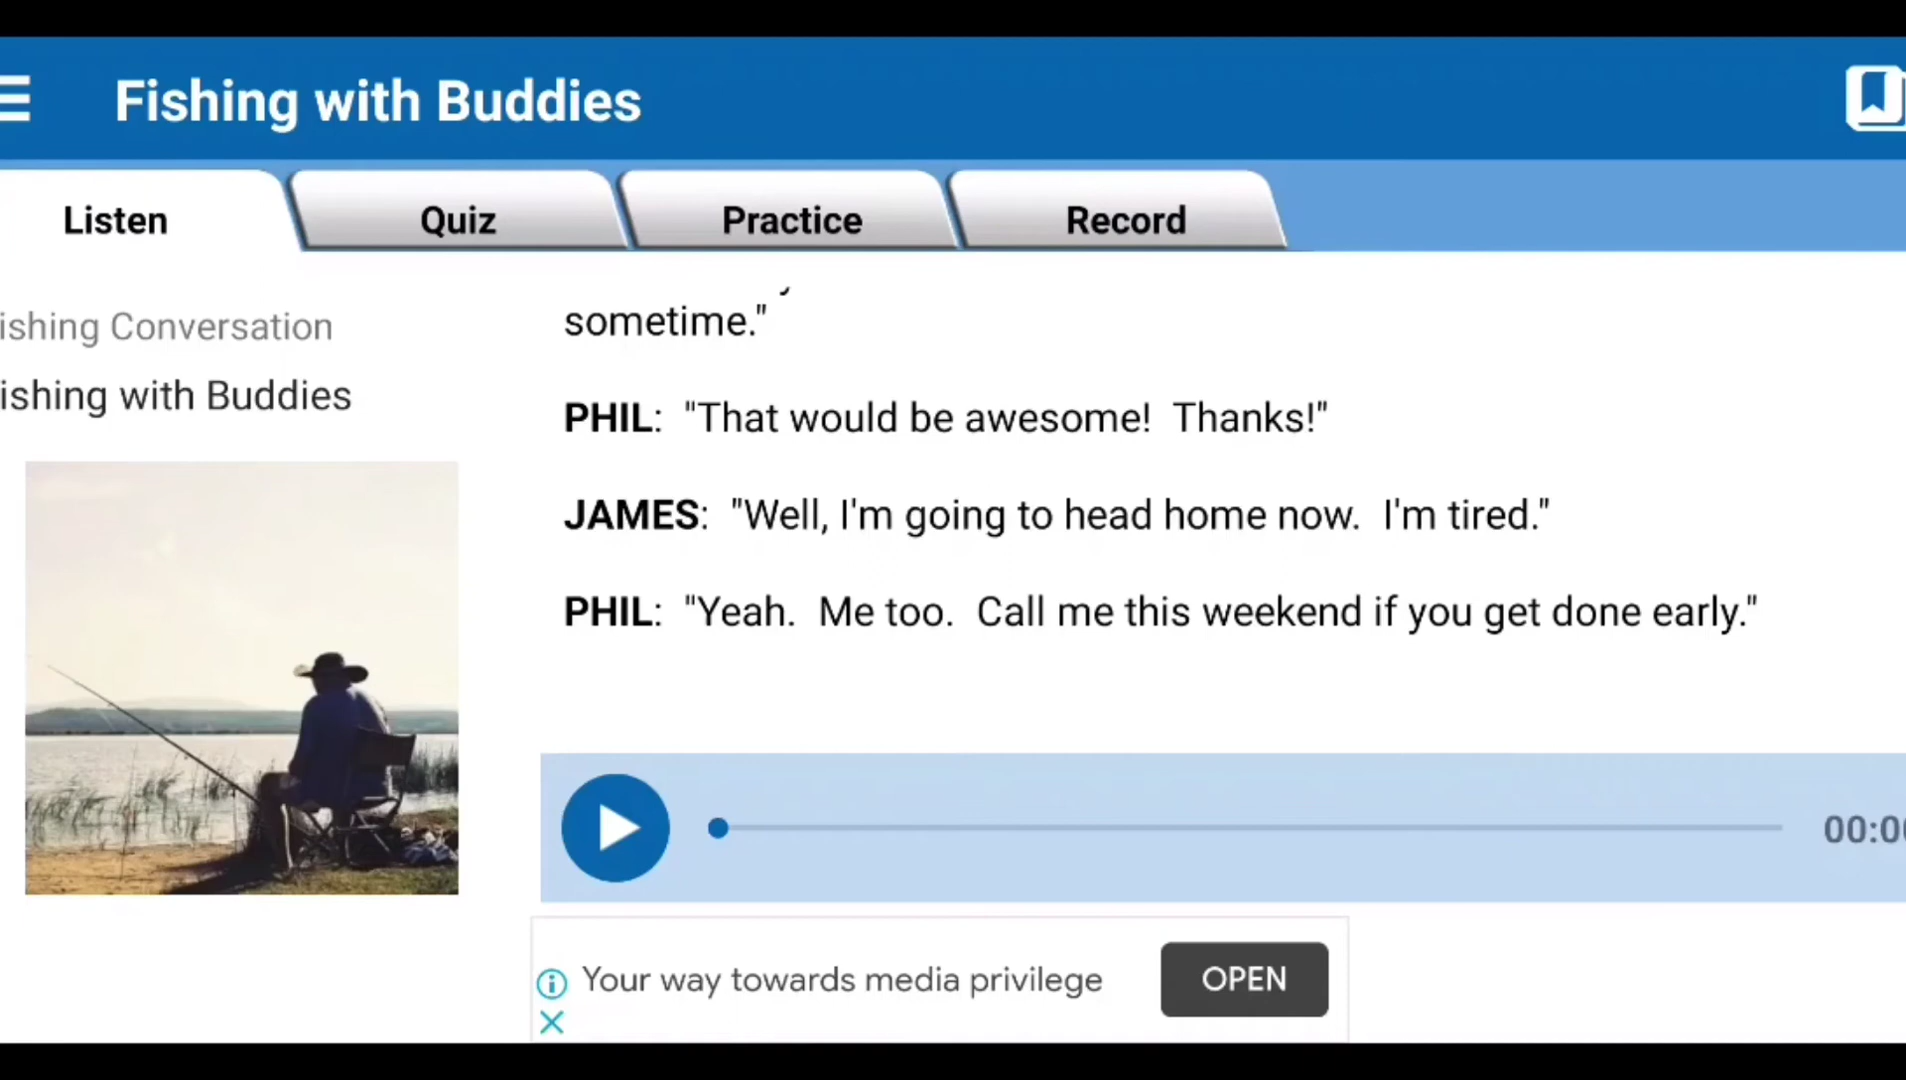 Fishing with Buddies
Listen
Quiz
Practice
Record
ishing Conversation
ishing with Buddies
sometime."
PHIL: "That would be awesome! Thanks!"
JAMES: "Well, I'm going to head home now. I'm tired."
PHIL: "Yeah. Me too. Call me this weekend if you get done early."
00:0
Your way towards media privilege
OPEN